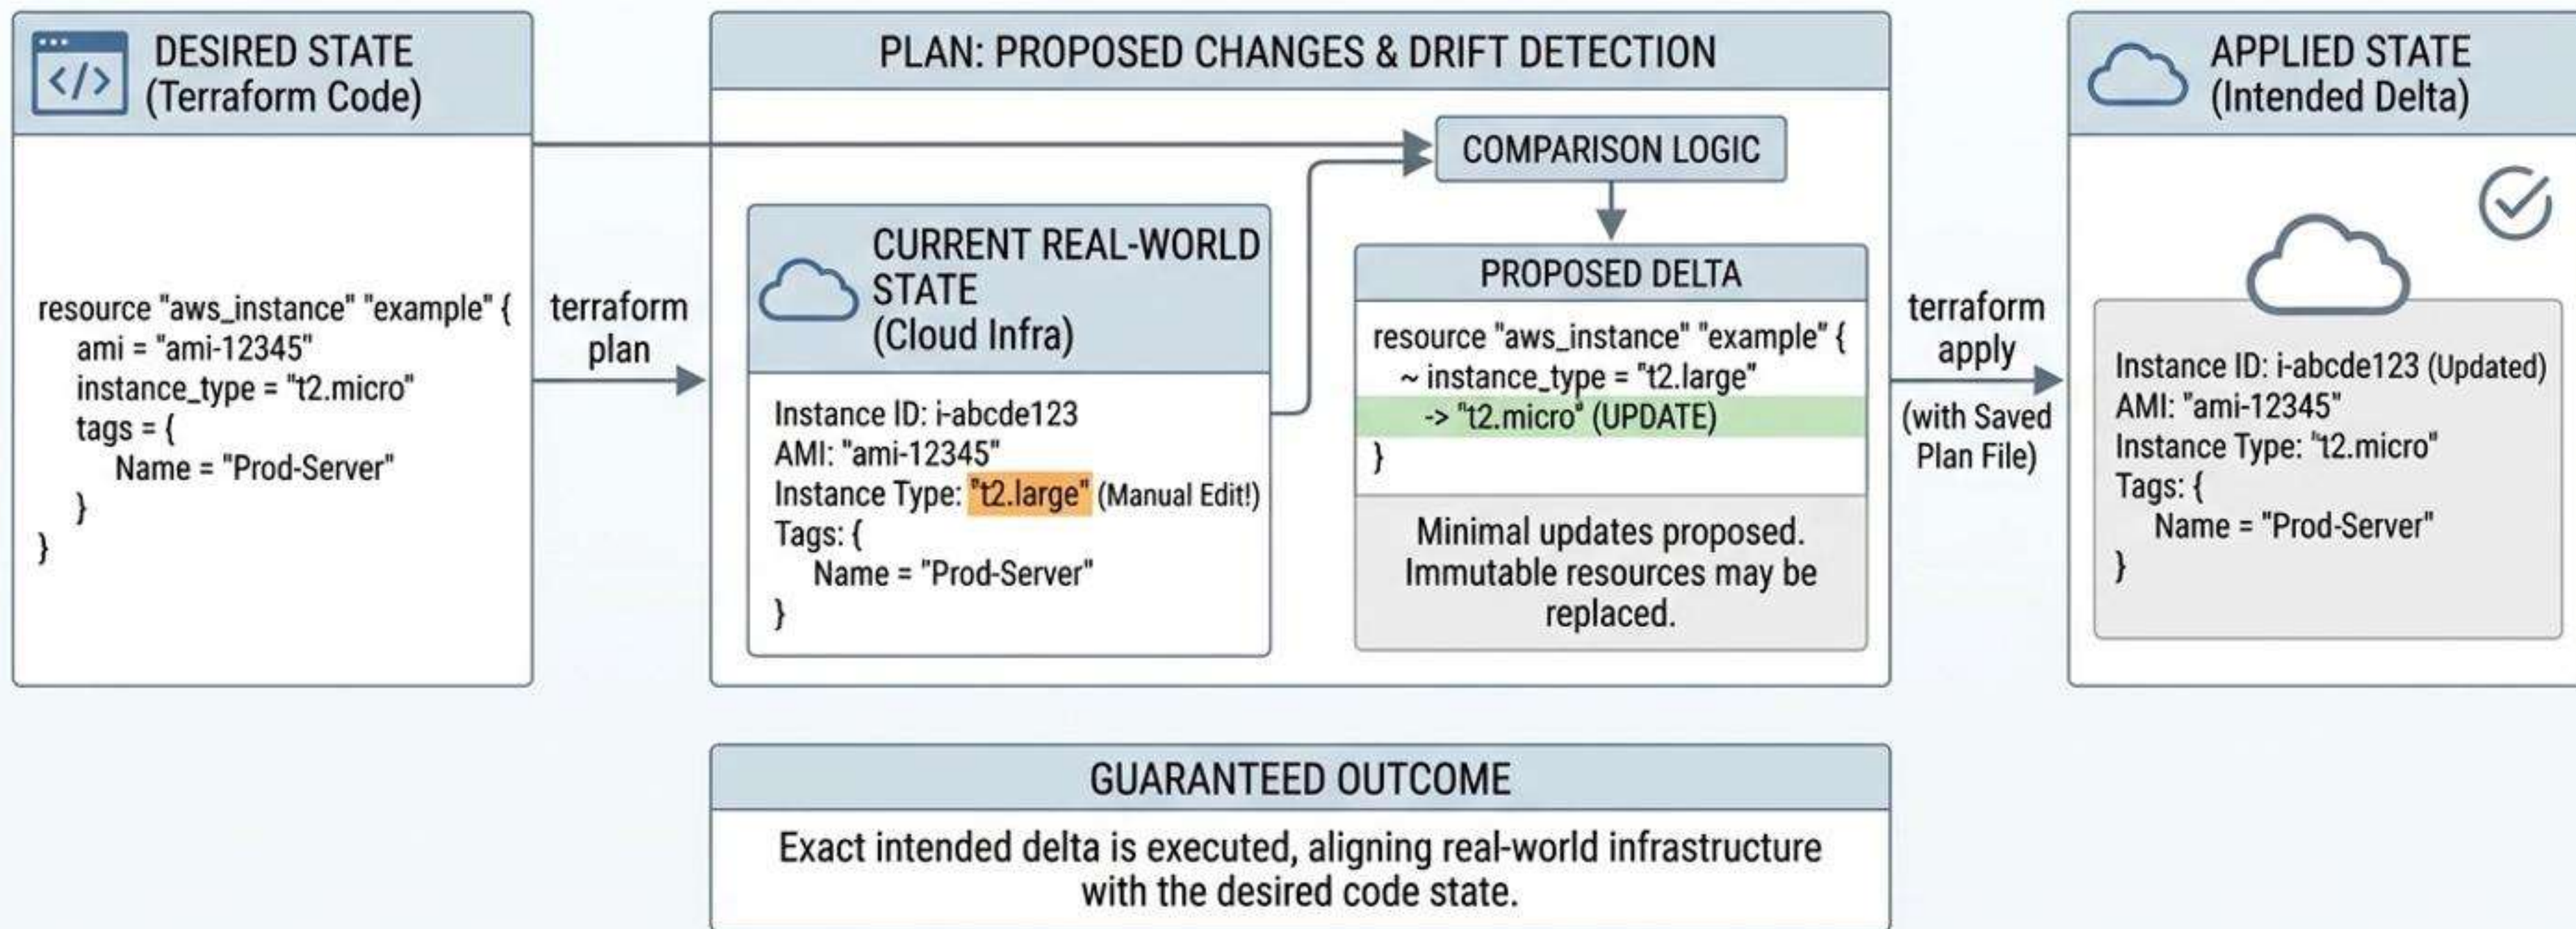 DESIRED STATE
(Terraform Code)
resource "aws_instance" "example" {
ami = "ami-12345"
instance_type = "t2.micro"
tags = {
Name = "Prod-Server"
}
}
terraform
plan
PLAN: PROPOSED CHANGES & DRIFT DETECTION
COMPARISON LOGIC
CURRENT REAL-WORLD
STATE
(Cloud Infra)
Instance ID: i-abcde123
AMI: "ami-12345"
Instance Type: "t2.large" (Manual Edit!)
Tags: {
Name = "Prod-Server"
}
PROPOSED DELTA
resource "aws_instance" "example" {
~ instance_type = "t2.large"
-> "t2.micro" (UPDATE)
}
Minimal updates proposed.
Immutable resources may be
replaced.
terraform
apply
(with Saved
Plan File)
APPLIED STATE
(Intended Delta)
Instance ID: i-abcde123 (Updated)
AMI: "ami-12345"
Instance Type: "t2.micro"
Tags: {
Name = "Prod-Server"
}
GUARANTEED OUTCOME
Exact intended delta is executed, aligning real-world infrastructure
with the desired code state.